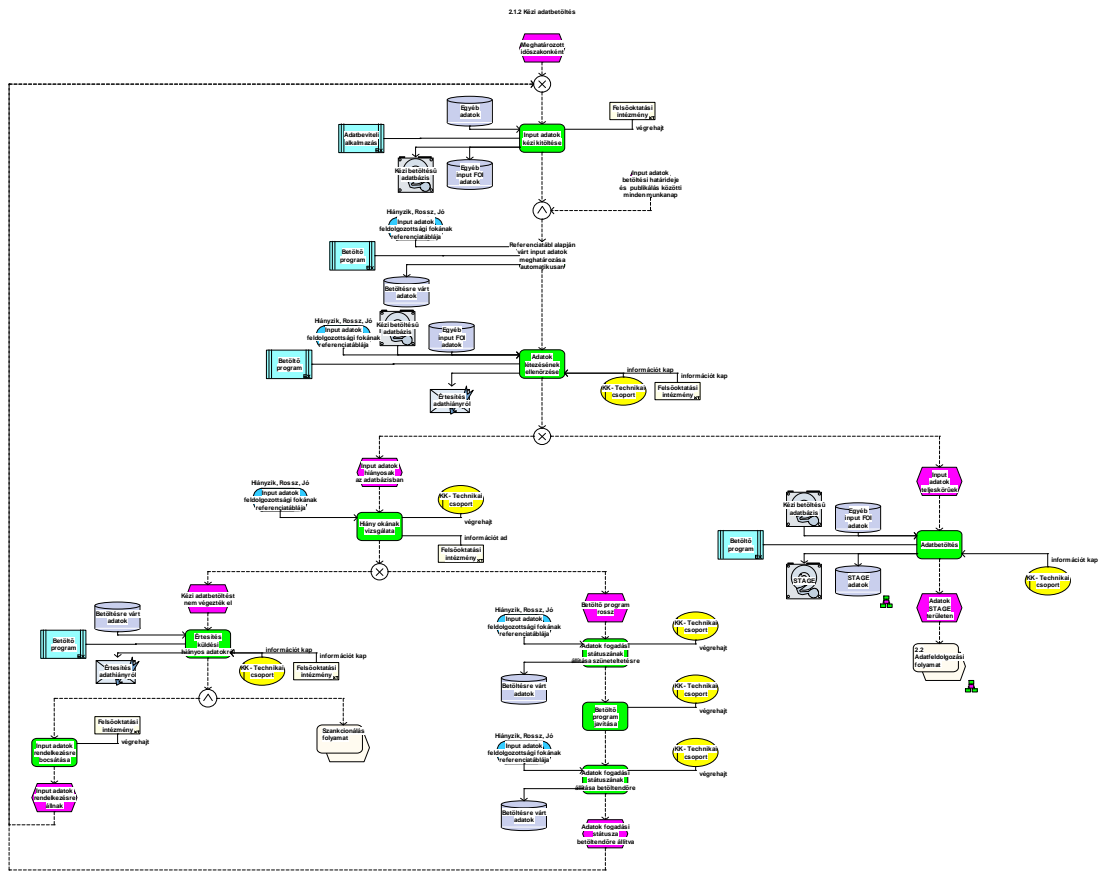 2.1.2 Kézi adatbetöltés
Meghatározott
időszakonként
Egyéb
adatok
Felsőoktatási
intézmény
végrehajt
Adatbeviteli
alkalmazás
Input adatok
kézi kitöltése
Kézi betöltésű
adatbázis
Egyéb
input FOI
adatok
Input adatok
betöltési határideje
és publikálás közötti
minden munkanap
Hiányzik, Rossz, Jó
Input adatok
feldolgozottsági fokának
referenciatáblája
Betöltő
program
Referenciatábl alapján
várt input adatok
meghatározása
automatikusan
Betöltésre várt
adatok
Hiányzik, Rossz, Jó
Input adatok
feldolgozottsági fokának
referenciatáblája
Kézi betöltésű
adatbázis
Egyéb
input FOI
adatok
Betöltő
program
Adatok
létezésének
ellenőrzése
információt kap
információt kap
KK - Technikai
csoport
Felsőoktatási
intézmény
Értesítés
adathiányról
Input adatok
hiányosak
az adatbázisban
Input
adatok
teljeskörűek
Hiányzik, Rossz, Jó
Input adatok
feldolgozottsági fokának
referenciatáblája
KK - Technikai
csoport
végrehajt
Hiány okának
vizsgálata
információt ad
Felsőoktatási
intézmény
Kézi betöltésű
adatbázis
Egyéb
input FOI
adatok
Betöltő
program
Adatbetöltés
információt kap
KK - Technikai
csoport
STAGE
STAGE
adatok
Adatok
STAGE
területen
2.2
Adatfeldolgozási
folyamat
Kézi adatbetöltést
nem végezték el
Betöltésre várt
adatok
Betöltő
program
Értesítés
küldési
hiányos adatokra
információt kap
információt kap
Értesítés
adathiányról
KK - Technikai
csoport
Felsőoktatási
intézmény
Felsőoktatási
intézmény
végrehajt
Input adatok
rendelkezésre
bocsátása
Szankcionálás
folyamat
Input adatok
rendelkezésre
állnak
Betöltő program
rossz
Hiányzik, Rossz, Jó
Input adatok
feldolgozottsági fokának
referenciatáblája
KK - Technikai
csoport
végrehajt
Adatok fogadási
státuszának
állítása szüneteltetésre
Betöltésre várt
adatok
KK - Technikai
csoport
végrehajt
Betöltő
program
javítása
Hiányzik, Rossz, Jó
Input adatok
feldolgozottsági fokának
referenciatáblája
KK - Technikai
csoport
végrehajt
Adatok fogadási
státuszának
állítása betöltendőre
Betöltésre várt
adatok
Adatok fogadási
státusza
betöltendőre állítva